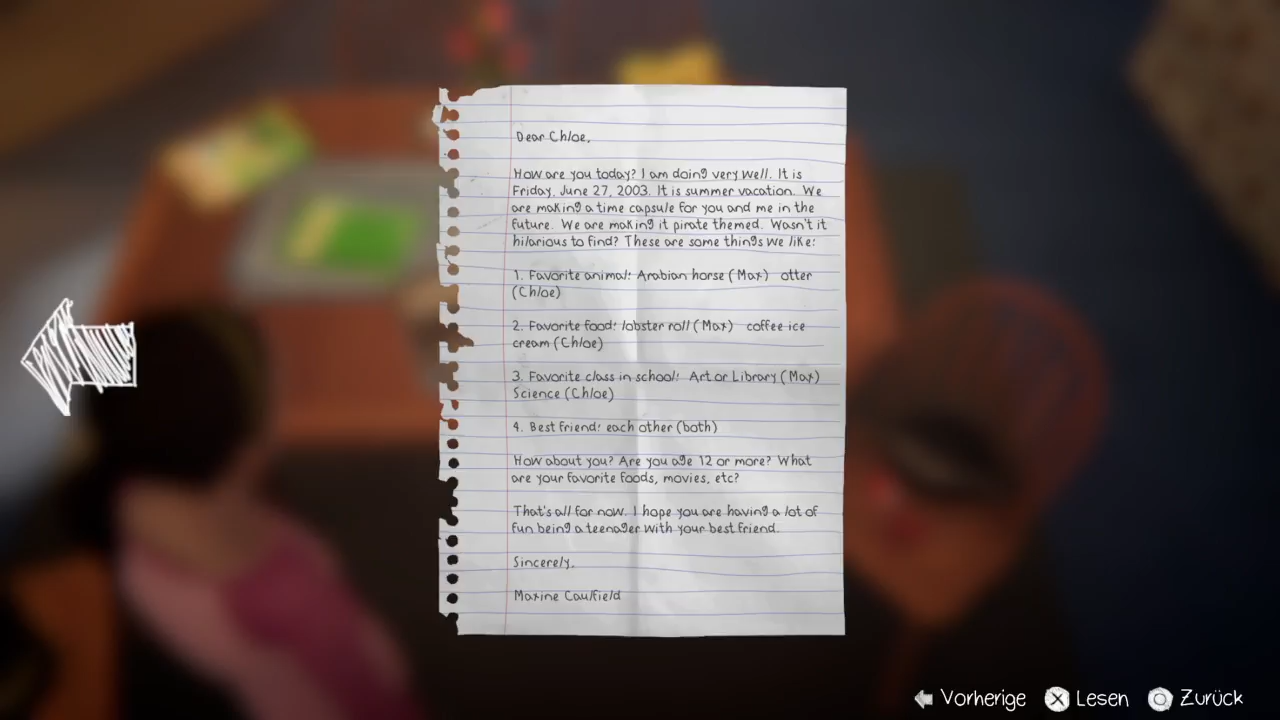 Dear Chloe,
How are you today? I am doing very well. It is
Friday, June 27, 2003. It is summer vacation. We
are making a time capsule for you and me in the
future. We are making it pirate themed. Wasn't it
hilarious to find? These are some things we like:
1. Favorite animal: Arabian horse (Max) otter
(Chloe)
2. Favorite food: lobster roll (Max) coffee ice
cream (Chloe)
3. Favorite class in school: Art or Library (Max)
Science (Chloe)
4. Best friend: each other (both)
How about you? Are you age 12 or more? What
are your favorite foods, movies, etc?
That's all for now. I hope you are having a lot of
fun being a teenager with your best friend.
Sincerely,
Maxine Caulfield
Vorherige Lesen Zurück